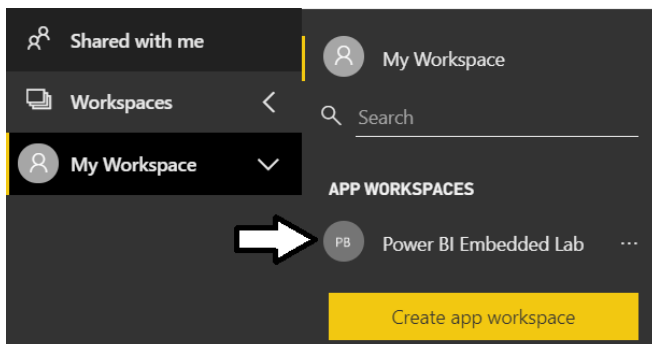 Shared with me
Workspaces
My Workspace
My Workspace
Search
APP WORKSPACES
PB Power BI Embedded Lab ...
Create app workspace